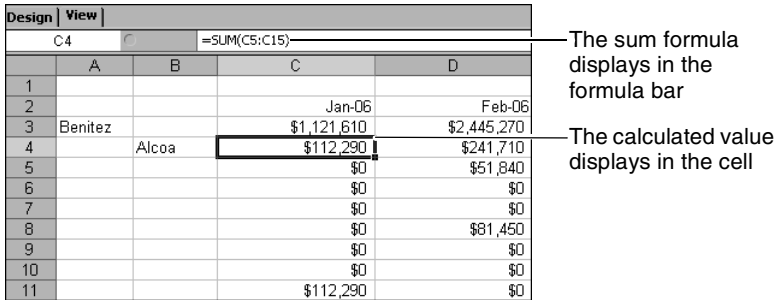 Design View
C4 =SUM(C5:C15)
The sum formula
displays in the
formula bar
A B C D
1
2 Jan-06 Feb-06
3 Benitez $1,121,610 $2,445,270
The calculated value
displays in the cell
4 Alcoa $112,290 $241,710
5 $0 $51,840
6 $0 $0
7 $0 $0
8 $0 $81,450
9 $0 $0
10 $0 $0
11 $112,290 $0